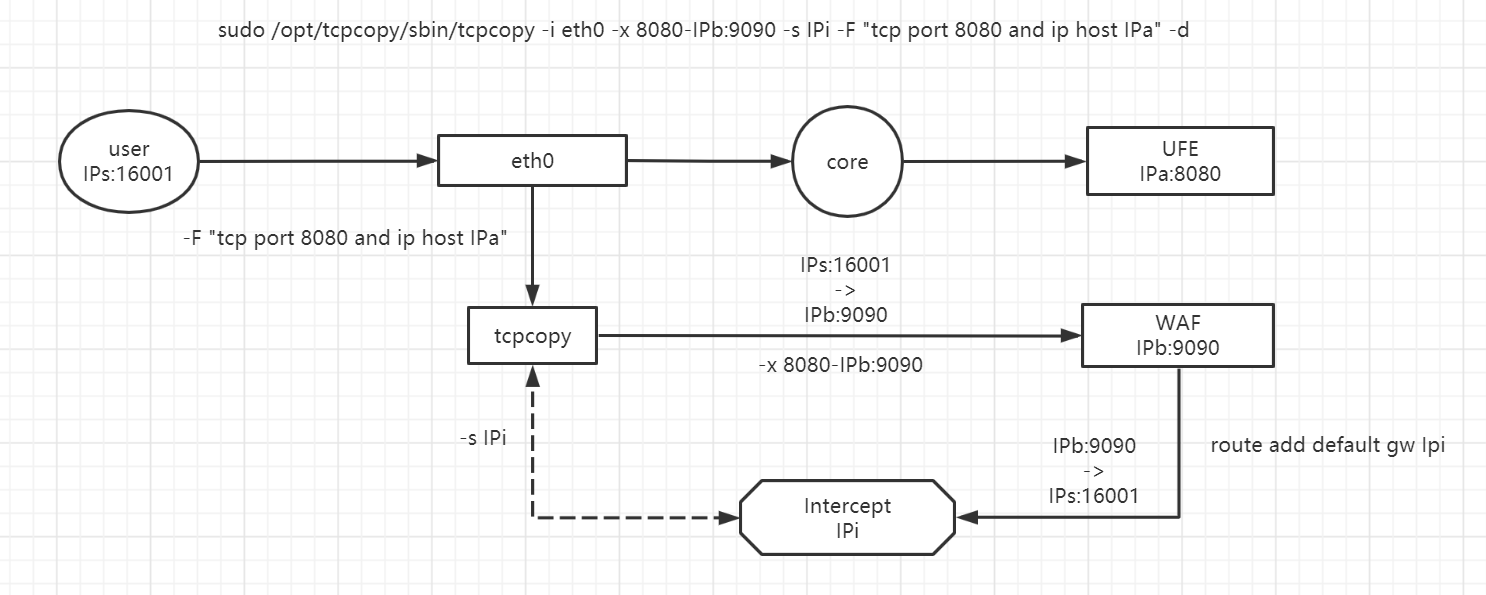 sudo /opt/tcpcopy/sbin/tcpcopy -i eth0 -x 8080-IPb:9090 -s IPi -F "tcp port 8080 and ip host IPa" -d
user
IPs:16001
eth0
core
UFE
IPa:8080
-F "tcp port 8080 and ip host IPa"
IPs:16001
->
IPb:9090
tcpcopy
WAF
IPb:9090
-x 8080-IPb:9090
-s IPi
IPb:9090
->
IPs:16001
route add default gw Ipi
Intercept
IPi